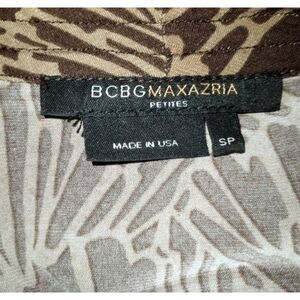 BCBGMAXAZRIA
PETITES
MADE IN USA
SP